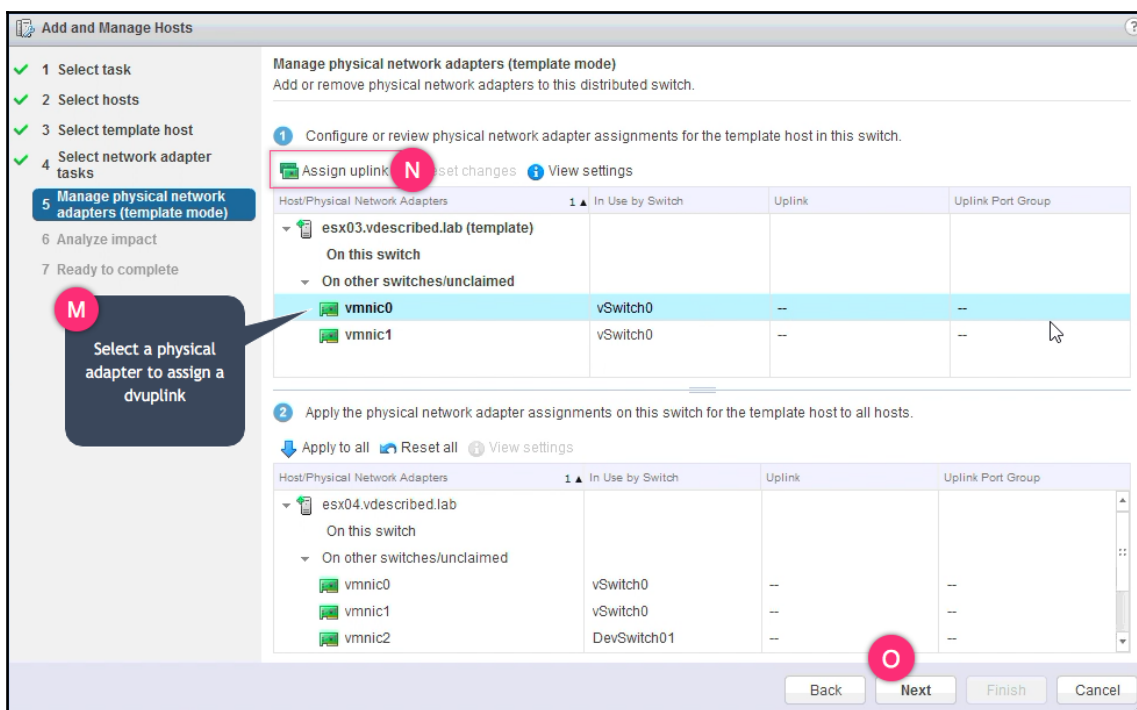 Add and Manage Hosts
?
1 Select task
2 Select hosts
3 Select template host
4 Select network adapter
tasks
5 Manage physical network
adapters (template mode)
6 Analyze impact
7 Ready to complete
M
Select a physical
adapter to assign a
dvuplink
Manage physical network adapters (template mode)
Add or remove physical network adapters to this distributed switch.
1 Configure or review physical network adapter assignments for the template host in this switch.
Assign uplink N set changes View settings
Host/Physical Network Adapters 1 ▲ In Use by Switch Uplink Uplink Port Group
esx03.vdescribed.lab (template)
On this switch
On other switches/unclaimed
vmnic0 vSwitch0 -- --
vmnic1 vSwitch0 -- --
2 Apply the physical network adapter assignments on this switch for the template host to all hosts.
Apply to all Reset all View settings
Host/Physical Network Adapters 1 ▲ In Use by Switch Uplink Uplink Port Group
esx04.vdescribed.lab
On this switch
On other switches/unclaimed
vmnic0 vSwitch0 -- --
vmnic1 vSwitch0 -- --
vmnic2 DevSwitch01 -- --
O
Back Next Finish Cancel